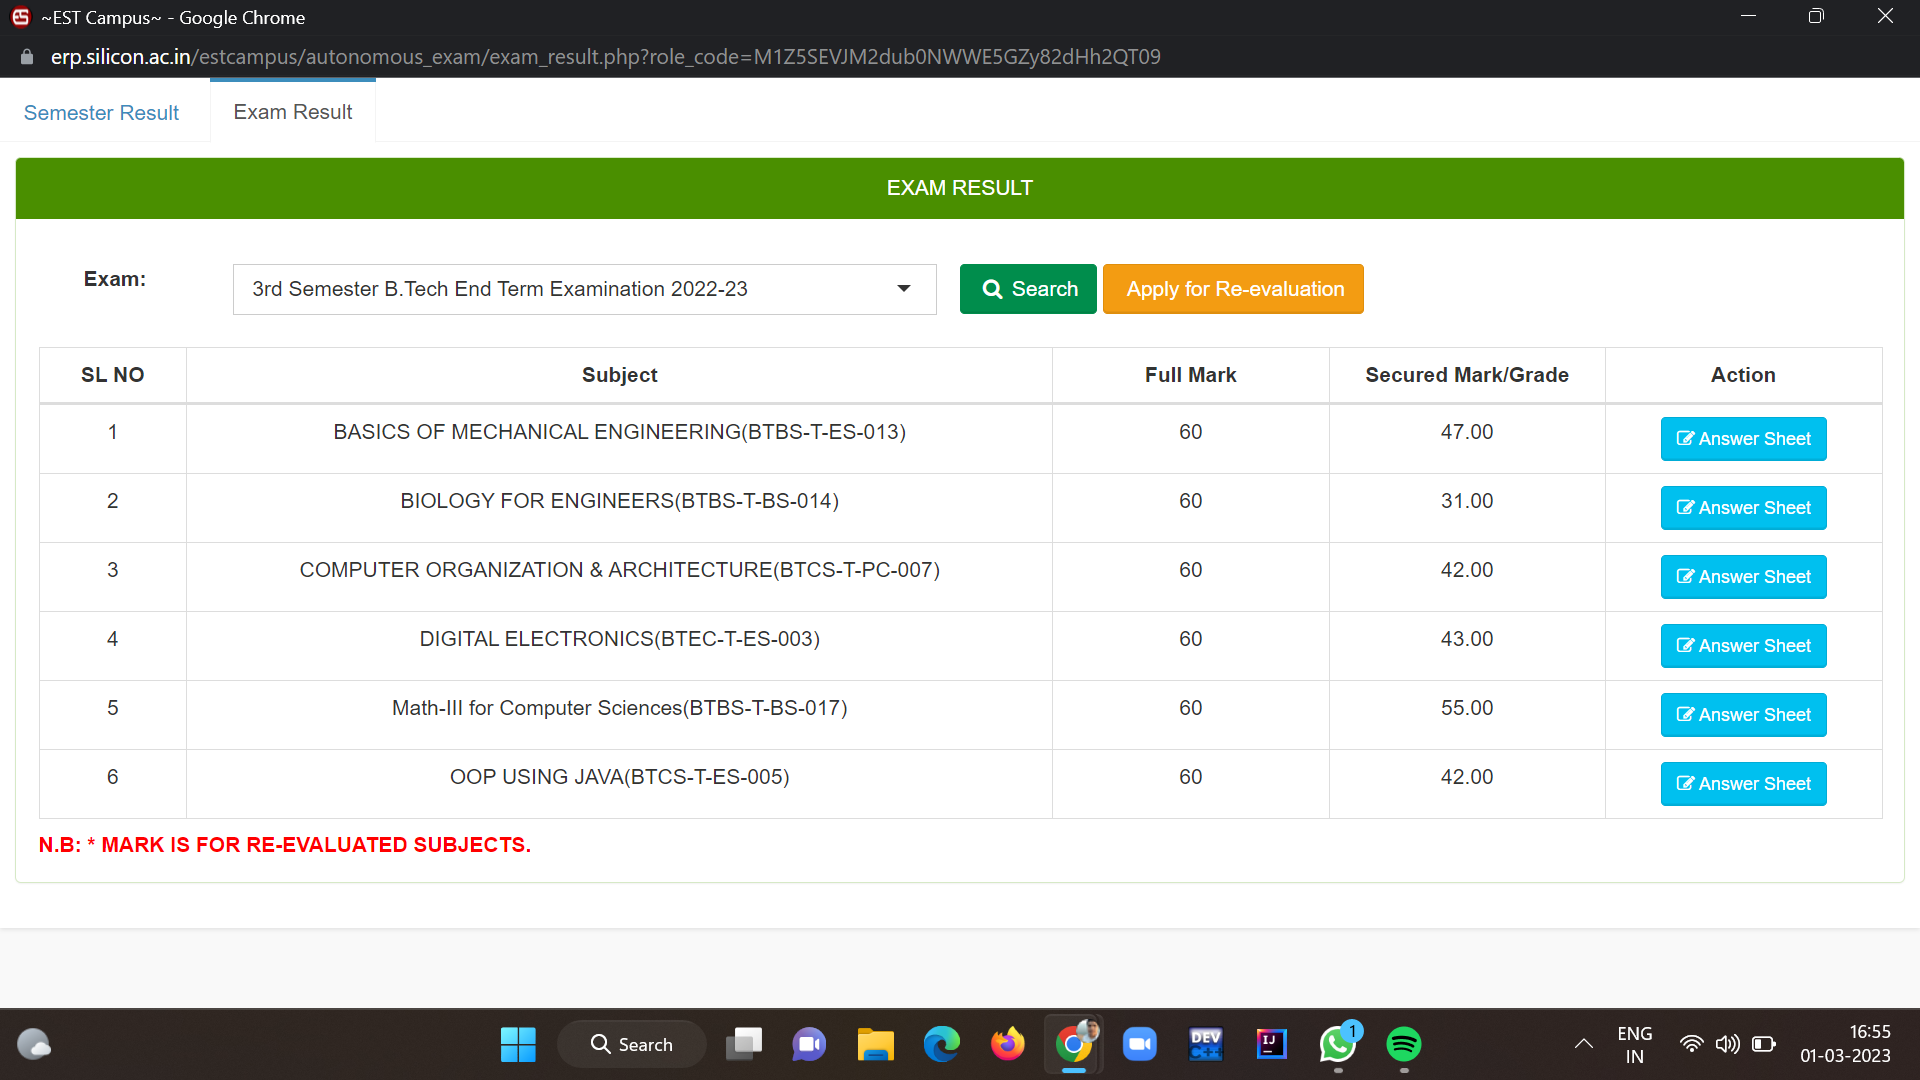 ~EST Campus~ - Google Chrome
erp.silicon.ac.in/estcampus/autonomous_exam/exam_result.php?role_code=M1Z5SEVJM2dub0NWWE5GZy82dHh2QT09
Semester Result Exam Result
EXAM RESULT
Exam: 3rd Semester B.Tech End Term Examination 2022-23 Search Apply for Re-evaluation
SL NO Subject Full Mark Secured Mark/Grade Action
1 BASICS OF MECHANICAL ENGINEERING(BTBS-T-ES-013) 60 47.00 Answer Sheet
2 BIOLOGY FOR ENGINEERS(BTBS-T-BS-014) 60 31.00 Answer Sheet
3 COMPUTER ORGANIZATION & ARCHITECTURE(BTCS-T-PC-007) 60 42.00 Answer Sheet
4 DIGITAL ELECTRONICS(BTEC-T-ES-003) 60 43.00 Answer Sheet
5 Math-III for Computer Sciences(BTBS-T-BS-017) 60 55.00 Answer Sheet
6 OOP USING JAVA(BTCS-T-ES-005) 60 42.00 Answer Sheet
N.B: * MARK IS FOR RE-EVALUATED SUBJECTS.
Search DEV C++ IJ 1 ENG IN 16:55
01-03-2023